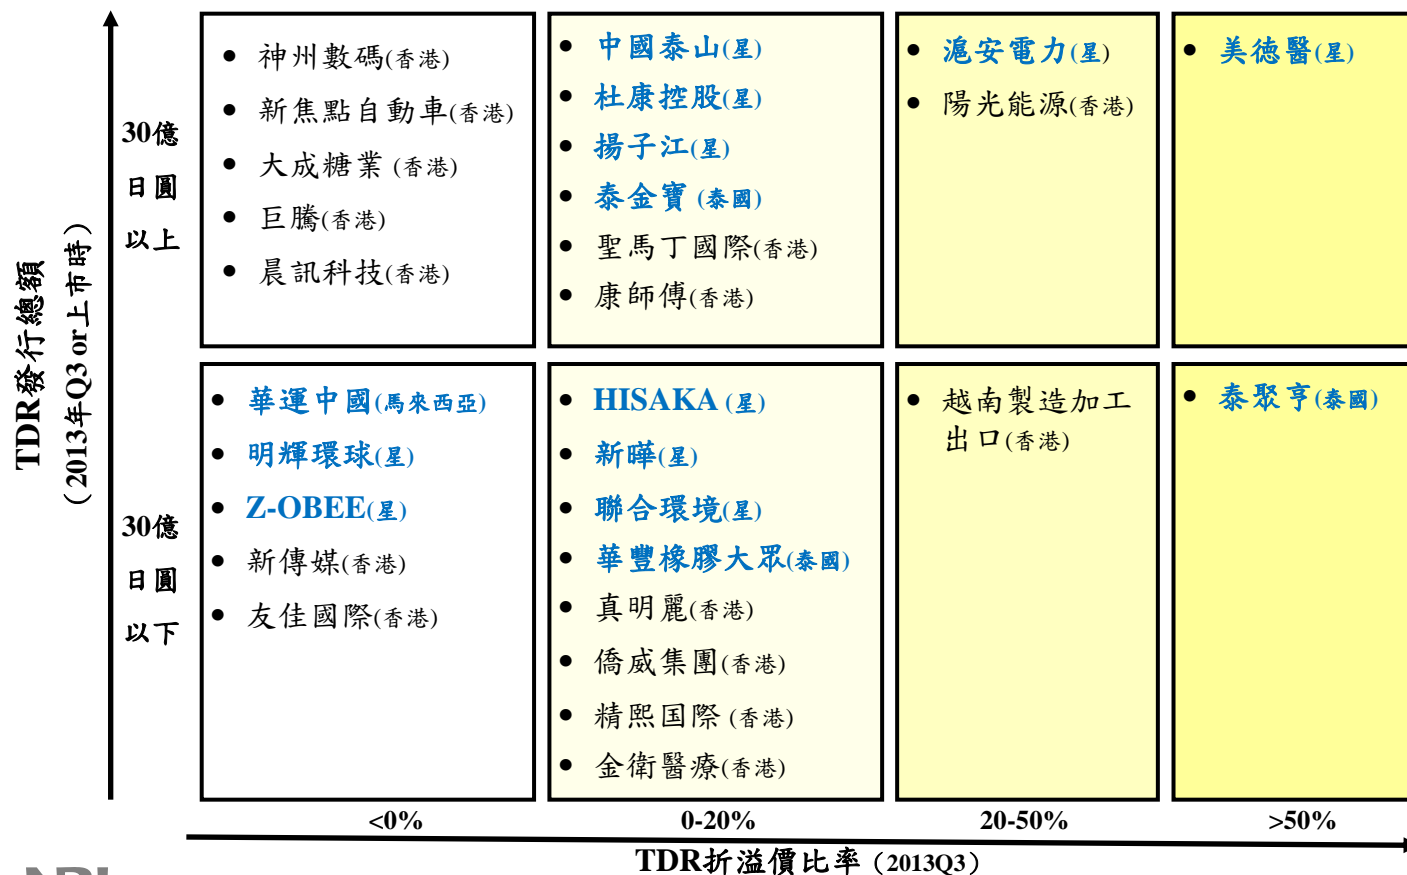 TDR發行總額
(2013年Q3 or上市時)
30億
日圓
以上
• 神州數碼(香港)
• 新焦點自動車(香港)
• 大成糖業 (香港)
• 巨騰(香港)
• 晨訊科技(香港)
• 中國泰山(星)
• 杜康控股(星)
• 揚子江(星)
• 泰金寶 (泰國)
• 聖馬丁國際(香港)
• 康師傅(香港)
• 滬安電力(星)
• 陽光能源(香港)
• 美德醫(星)
30億
日圓
以下
• 華運中國(馬來西亞)
• 明輝環球(星)
• Z-OBEE(星)
• 新傳媒(香港)
• 友佳國際(香港)
• HISAKA (星)
• 新曄(星)
• 聯合環境(星)
• 華豐橡膠大眾(泰國)
• 真明麗(香港)
• 僑威集團(香港)
• 精熙国際 (香港)
• 金衛醫療(香港)
• 越南製造加工
出口(香港)
• 泰聚亨(泰國)
<0%
0-20%
20-50%
>50%
TDR折溢價比率（2013Q3）